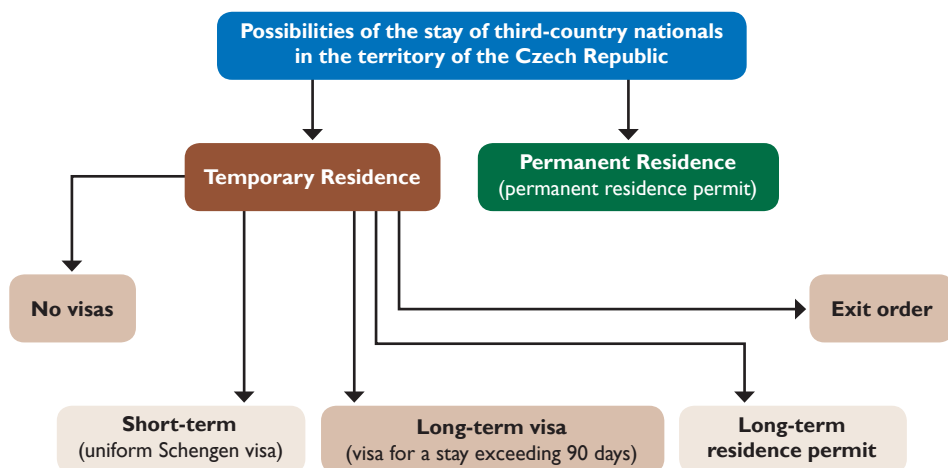 Possibilities of the stay of third-country nationals
in the territory of the Czech Republic
Temporary Residence
Permanent Residence
(permanent residence permit)
No visas
Exit order
Short-term
(uniform Schengen visa)
Long-term visa
(visa for a stay exceeding 90 days)
Long-term
residence permit